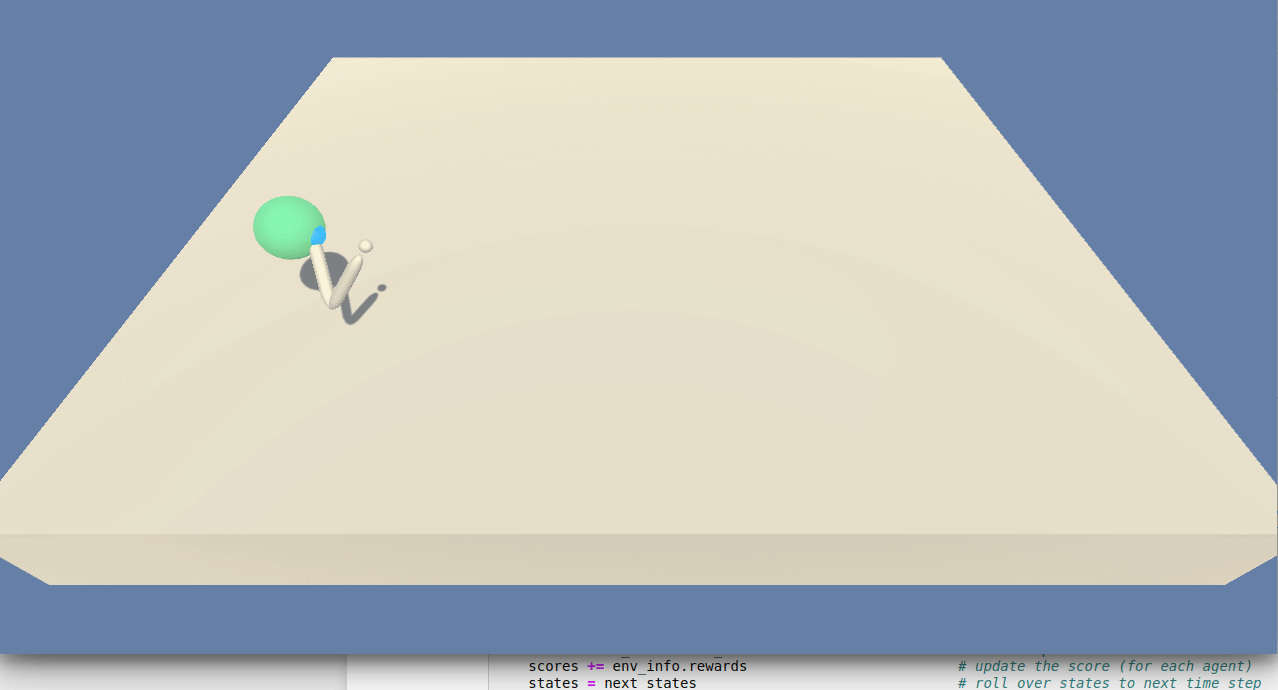 scores += env_info.rewards # update the score (for each agent)
states = next_states # roll over states to next time step